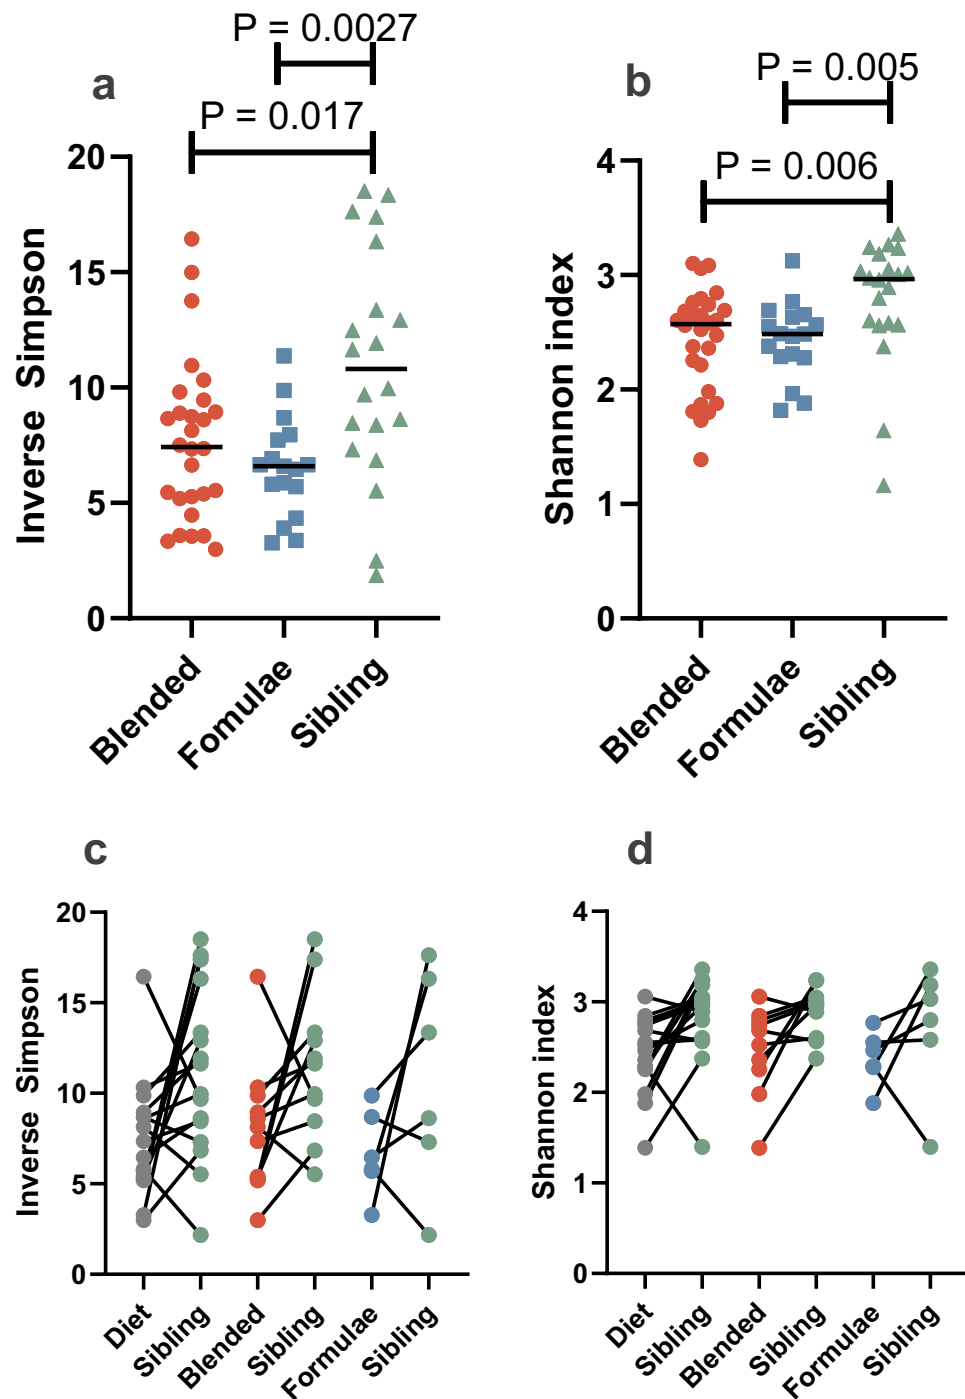 P = 0.0027
a
P = 0.017
20
15
10
5
0
Inverse Simpson
Blended
Fomulae
Sibling
P = 0.005
b
P = 0.006
4
3
2
1
0
Shannon index
Blended
Formulae
Sibling
c
20
15
10
5
0
Inverse Simpson
Diet
Sibling
Blended
Sibling
Formulae
Sibling
d
4
3
2
1
0
Shannon index
Diet
Sibling
Blended
Sibling
Formulae
Sibling